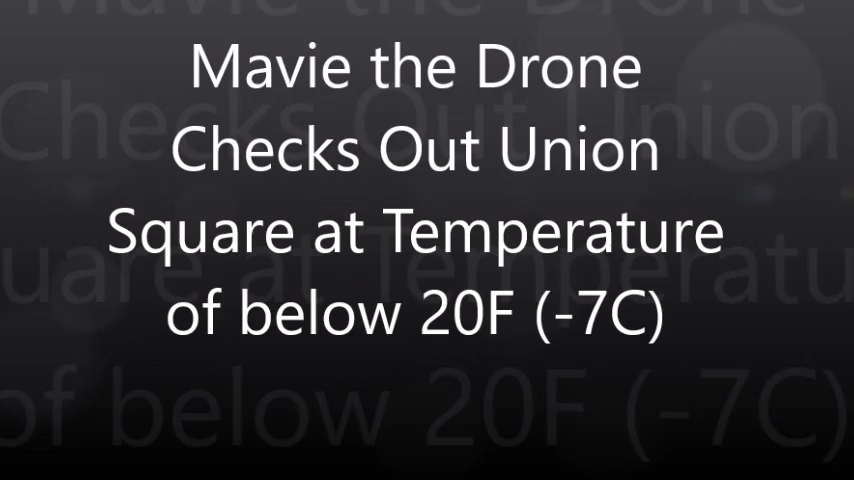 Mavie the Drone
Checks Out Union
Square at Temperature
of below 20F (-7C)